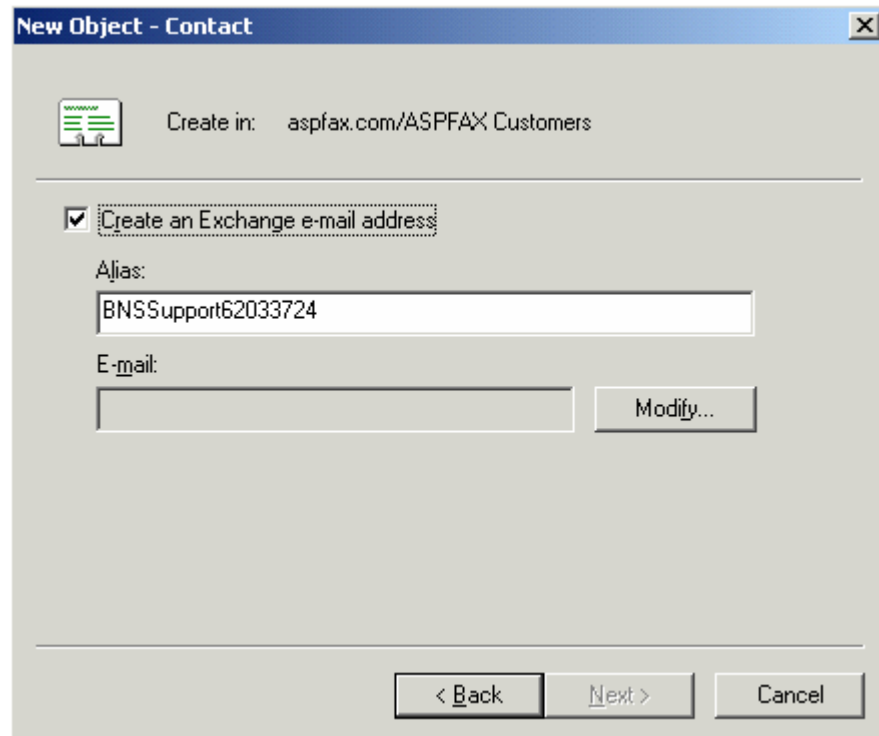 New Object - Contact
Create in: aspfax.com/ASPFAX Customers
Create an Exchange e-mail address
Alias:
BNSSupport62033724
E-mail:
Modify...
< Back Next > Cancel